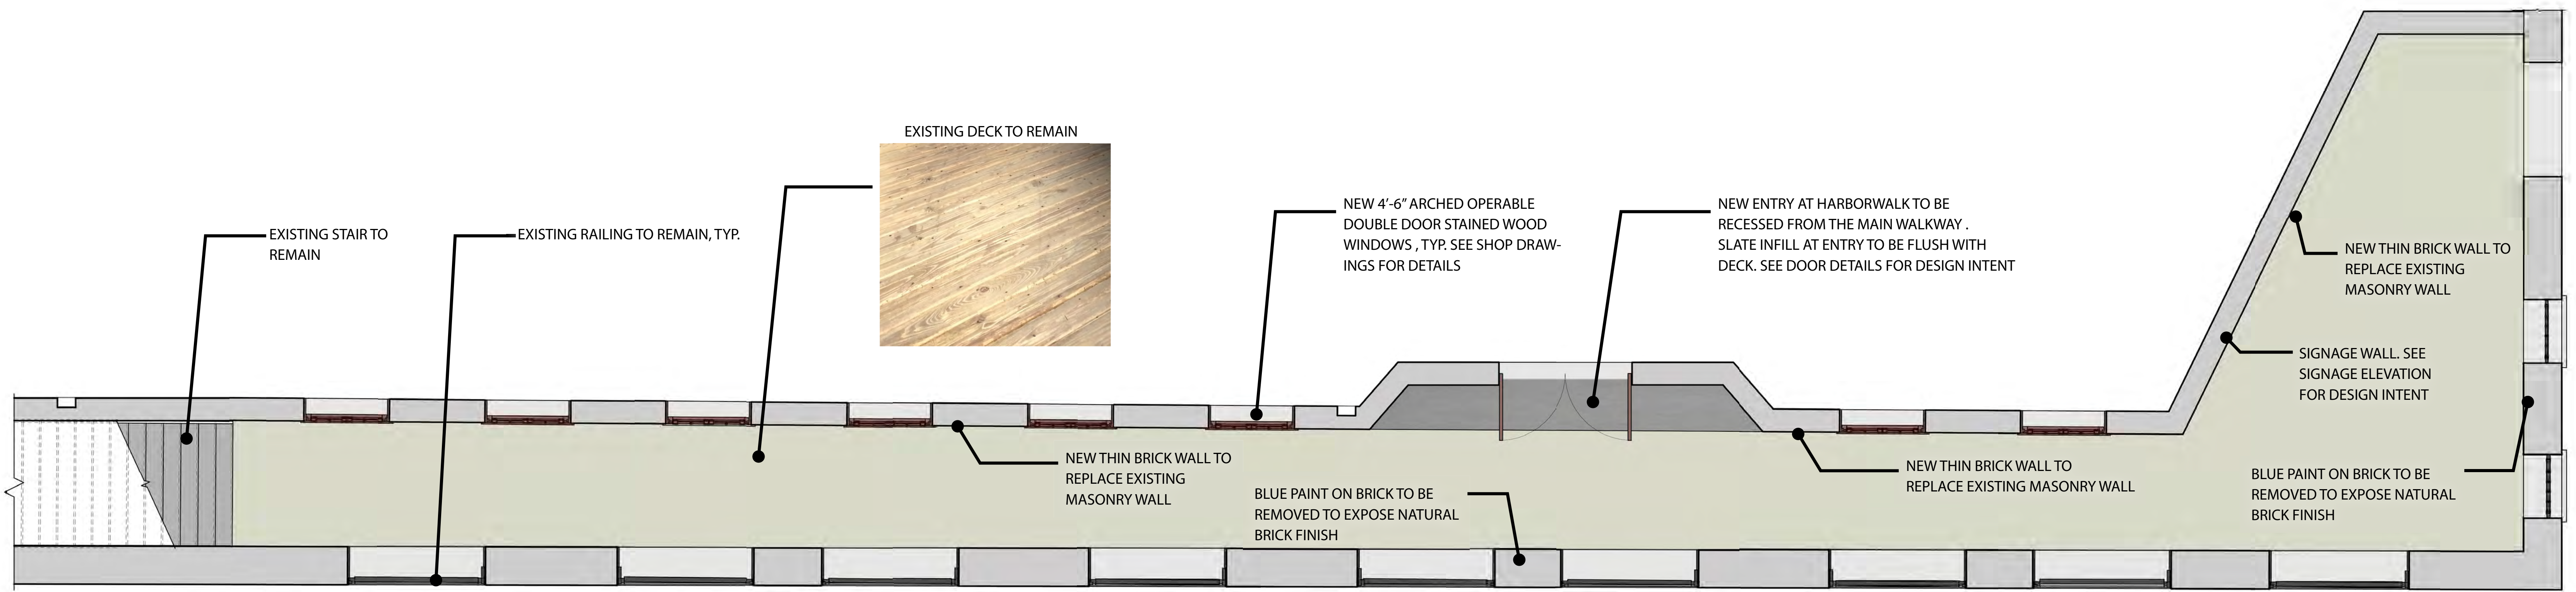 EXISTING DECK TO REMAIN
EXISTING STAIR TO
REMAIN
EXISTING RAILING TO REMAIN, TYP.
NEW 4'-6" ARCHED OPERABLE
DOUBLE DOOR STAINED WOOD
WINDOWS , TYP. SEE SHOP DRAW-
INGS FOR DETAILS
NEW ENTRY AT HARBORWALK TO BE
RECESSED FROM THE MAIN WALKWAY .
SLATE INFILL AT ENTRY TO BE FLUSH WITH
DECK. SEE DOOR DETAILS FOR DESIGN INTENT
NEW THIN BRICK WALL TO
REPLACE EXISTING
MASONRY WALL
SIGNAGE WALL. SEE
SIGNAGE ELEVATION
FOR DESIGN INTENT
NEW THIN BRICK WALL TO
REPLACE EXISTING
MASONRY WALL
BLUE PAINT ON BRICK TO BE
REMOVED TO EXPOSE NATURAL
BRICK FINISH
NEW THIN BRICK WALL TO
REPLACE EXISTING MASONRY WALL
BLUE PAINT ON BRICK TO BE
REMOVED TO EXPOSE NATURAL
BRICK FINISH